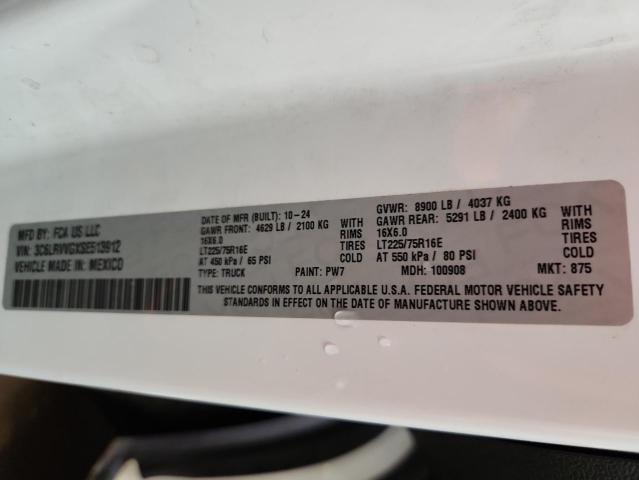 MFD BY: FCA US LLC
VIN: 3C6LRVVGXSE513912
VEHICLE MADE IN: MEXICO
DATE OF MFR (BUILT): 10-24
GAWR FRONT: 4629 LB / 2100 KG
16X6.0 WITH RIMS
LT225/75R16E TIRES
AT 450 kPa / 65 PSI COLD
TYPE: TRUCK PAINT: PW7
GVWR: 8900 LB / 4037 KG
GAWR REAR: 5291 LB / 2400 KG WITH
16X6.0 RIMS
LT225/75R16E TIRES
AT 550 kPa / 80 PSI COLD
MDH: 100908 MKT: 875
THIS VEHICLE CONFORMS TO ALL APPLICABLE U.S.A. FEDERAL MOTOR VEHICLE SAFETY
STANDARDS IN EFFECT ON THE DATE OF MANUFACTURE SHOWN ABOVE.